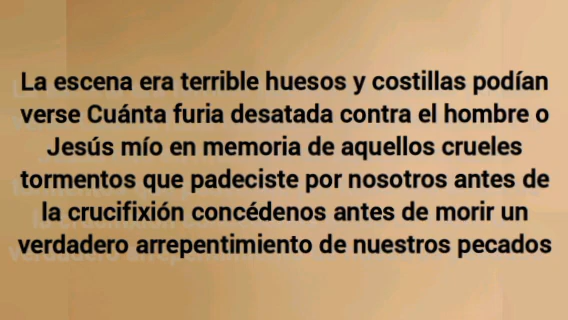 La escena era terrible huesos y costillas podían
verse Cuánta furia desatada contra el hombre o
Jesús mío en memoria de aquellos crueles
tormentos que padeciste por nosotros antes de
la crucifixión concédenos antes de morir un
verdadero arrepentimiento de nuestros pecados